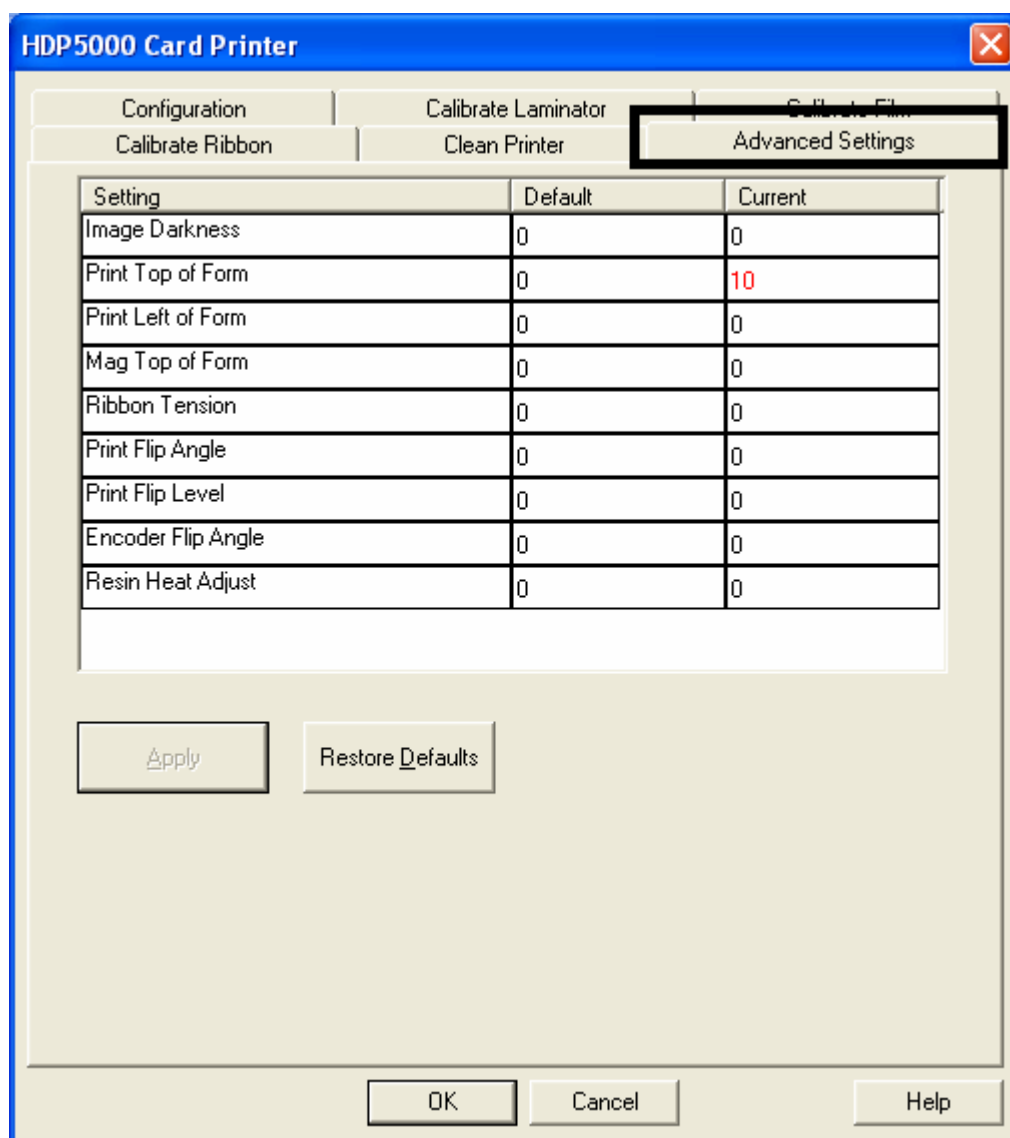 HDP5000 Card Printer
Configuration Calibrate Laminator Calibrate Film
Calibrate Ribbon Clean Printer Advanced Settings
Setting Default Current
Image Darkness 0 0
Print Top of Form 0 10
Print Left of Form 0 0
Mag Top of Form 0 0
Ribbon Tension 0 0
Print Flip Angle 0 0
Print Flip Level 0 0
Encoder Flip Angle 0 0
Resin Heat Adjust 0 0
Apply Restore Defaults
OK Cancel Help